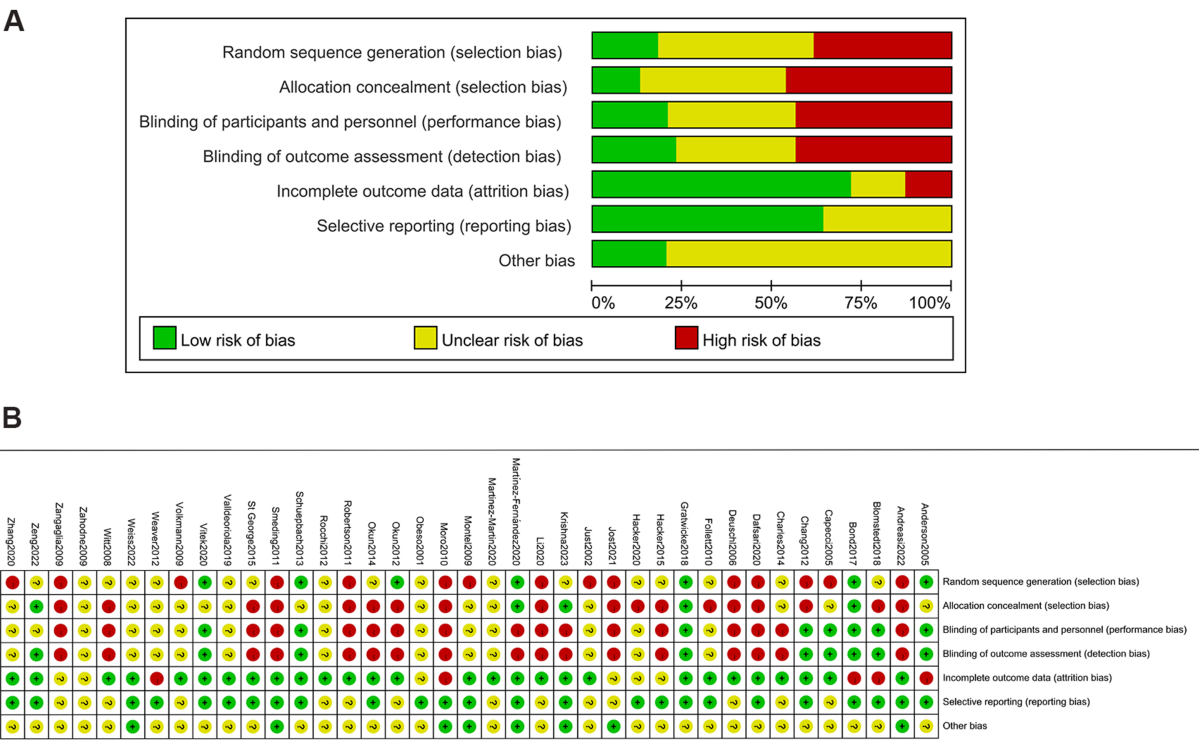 A
Random sequence generation (selection bias)
Allocation concealment (selection bias)
Blinding of participants and personnel (performance bias)
Blinding of outcome assessment (detection bias)
Incomplete outcome data (attrition bias)
Selective reporting (reporting bias)
Other bias
0% 25% 50% 75% 100%
Low risk of bias Unclear risk of bias High risk of bias
B
Zhang2020
Zeng2022
Zangaglia2009
Zahodne2009
Witt2008
Weiss2022
Weaver2012
Volkmann2009
Vitek2020
Valldeoriola2019
St George2015
Smeding2011
Schuepbach2013
Rocchi2012
Robertson2011
Okun2014
Okun2012
Obeso2001
Moro2010
Montel2009
Martinez-Martin2020
Martínez-Fernández2020
Li2020
Krishna2023
Just2002
Jost2021
Hacker2020
Hacker2015
Gratwicke2018
Follett2010
Deuschl2006
Dafsari2020
Charles2014
Chang2012
Capecci2005
Bond2017
Blomstedt2018
Andreasi2022
Anderson2005
Random sequence generation (selection bias)
Allocation concealment (selection bias)
Blinding of participants and personnel (performance bias)
Blinding of outcome assessment (detection bias)
Incomplete outcome data (attrition bias)
Selective reporting (reporting bias)
Other bias